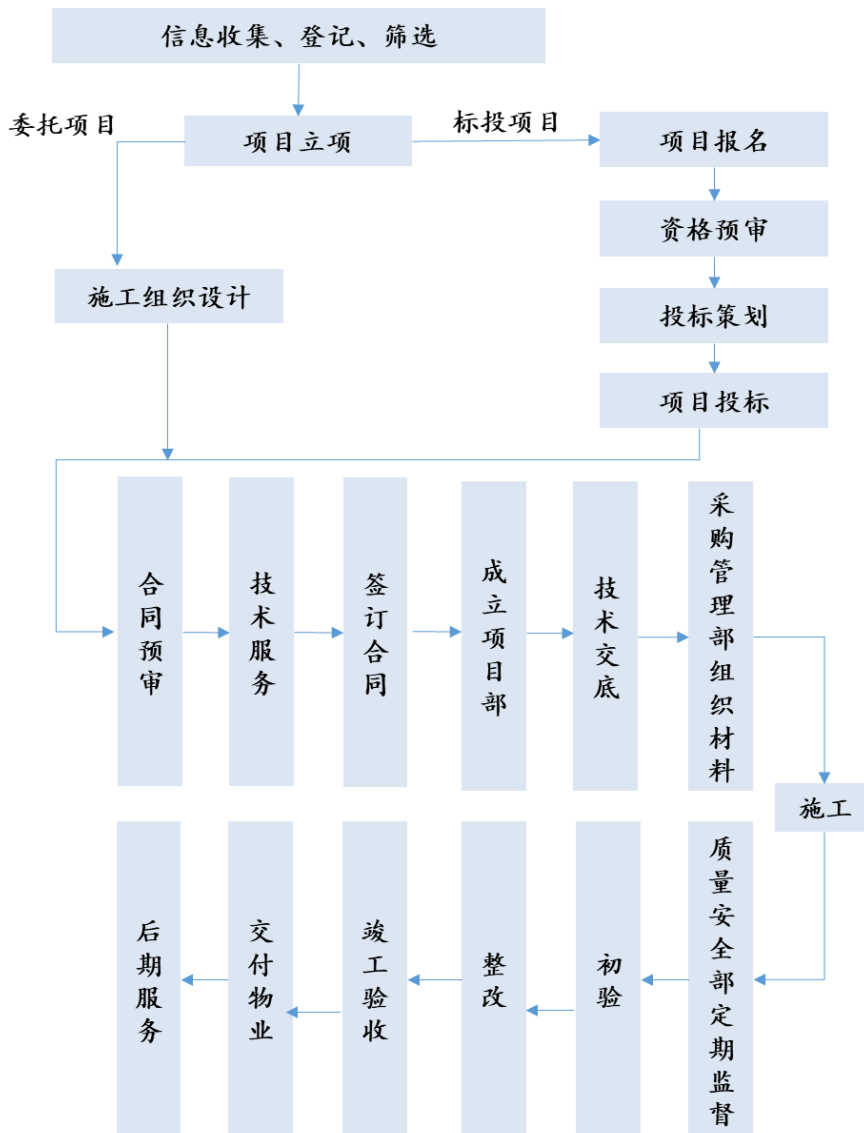 信息收集、登记、筛选
委托项目
项目立项
标投项目
项目报名
资格预审
施工组织设计
投标策划
项目投标
合同预审
技术服务
签订合同
成立项目部
技术交底
采购管理部组织材料
施工
后期服务
交付物业
竣工验收
整改
初验
质量安全部定期监督